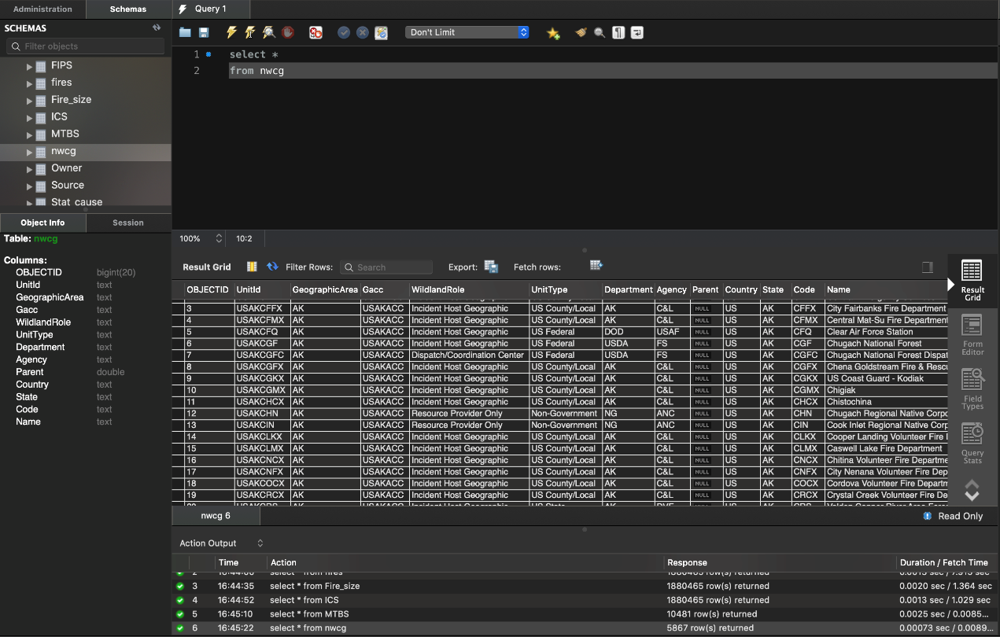 Administration Schemas Query 1
SCHEMAS
Filter objects
Don't Limit
1 select *
2 from nwcg
FIPS
fires
Fire_size
ICS
MTBS
nwcg
Owner
Source
Stat_cause
Object Info Session
Table: nwcg
Columns:
OBJECTID bigint(20)
UnitId text
GeographicArea text
Gacc text
WildlandRole text
UnitType text
Department text
Agency text
Parent double
Country text
State text
Code text
Name text
100% 10:2
Result Grid Filter Rows: Search Export: Fetch rows:
OBJECTID UnitId GeographicArea Gacc WildlandRole UnitType Department Agency Parent Country State Code Name
3 USAKCFFX AK USAKACC Incident Host Geographic US County/Local AK C&L NULL US AK CFFX City Fairbanks Fire Department
4 USAKCFMX AK USAKACC Incident Host Geographic US County/Local AK C&L NULL US AK CFMX Central Mat-Su Fire Department
5 USAKCFQ AK USAKACC Incident Host Geographic US Federal DOD USAF NULL US AK CFQ Clear Air Force Station
6 USAKCGF AK USAKACC Incident Host Geographic US Federal USDA FS NULL US AK CGF Chugach National Forest
7 USAKCGFC AK USAKACC Dispatch/Coordination Center US Federal USDA FS NULL US AK CGFC Chugach National Forest Dispat
8 USAKCGFX AK USAKACC Incident Host Geographic US County/Local AK C&L NULL US AK CGFX Chena Goldstream Fire & Rescu
9 USAKCGKX AK USAKACC Incident Host Geographic US County/Local AK C&L NULL US AK CGKX US Coast Guard - Kodiak
10 USAKCGMX AK USAKACC Incident Host Geographic US County/Local AK C&L NULL US AK CGMX Chigiak
11 USAKCHCX AK USAKACC Incident Host Geographic US County/Local AK C&L NULL US AK CHCX Chistochina
12 USAKCHN AK USAKACC Resource Provider Only Non-Government NG ANC NULL US AK CHN Chugach Regional Native Corpo
13 USAKCIN AK USAKACC Resource Provider Only Non-Government NG ANC NULL US AK CIN Cook Inlet Regional Native Corp
14 USAKCLKX AK USAKACC Incident Host Geographic US County/Local AK C&L NULL US AK CLKX Cooper Landing Volunteer Fire
15 USAKCLMX AK USAKACC Incident Host Geographic US County/Local AK C&L NULL US AK CLMX Caswell Lake Fire Department
16 USAKCNCX AK USAKACC Incident Host Geographic US County/Local AK C&L NULL US AK CNCX Chitina Volunteer Fire Departme
17 USAKCNFX AK USAKACC Incident Host Geographic US County/Local AK C&L NULL US AK CNFX City Nenana Volunteer Fire Dep
18 USAKCOCX AK USAKACC Incident Host Geographic US County/Local AK C&L NULL US AK COCX Cordova Volunteer Fire Departm
19 USAKCRCX AK USAKACC Incident Host Geographic US County/Local AK C&L NULL US AK CRCX Crystal Creek Volunteer Fire De
Result
Grid
Form
Editor
Field
Types
Query
Stats
nwcg 6 Read Only
Action Output
Time Action Response Duration / Fetch Time
3 16:44:35 select * from Fire_size 1880465 row(s) returned 0.0020 sec / 1.364 sec
4 16:44:52 select * from ICS 1880465 row(s) returned 0.0013 sec / 1.029 sec
5 16:45:10 select * from MTBS 10481 row(s) returned 0.0025 sec / 0.0085...
6 16:45:22 select * from nwcg 5867 row(s) returned 0.00073 sec / 0.0089...